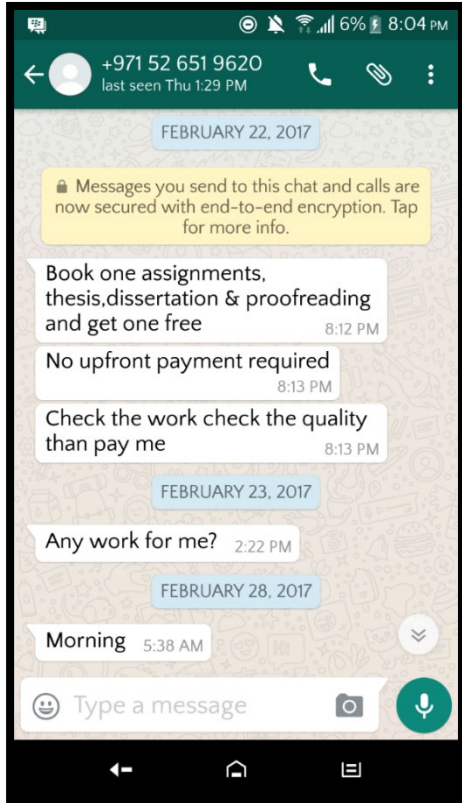 6% 8:04 PM
+971 52 651 9620
last seen Thu 1:29 PM
FEBRUARY 22, 2017
Messages you send to this chat and calls are
now secured with end-to-end encryption. Tap
for more info.
Book one assignments,
thesis,dissertation & proofreading
and get one free
8:12 PM
No upfront payment required
8:13 PM
Check the work check the quality
than pay me
8:13 PM
FEBRUARY 23, 2017
Any work for me? 2:22 PM
FEBRUARY 28, 2017
Morning 5:38 AM
Type a message